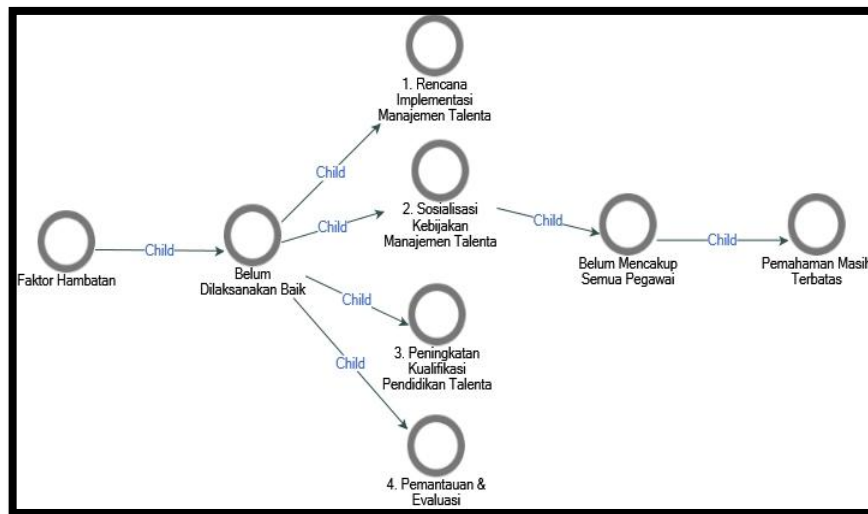 1. Rencana
Implementasi
Manajemen Talenta
Child
2. Sosialisasi
Kebijakan
Manajemen Talenta
Child
Child
Child
Child
Faktor Hambatan
Belum
Dilaksanakan Baik
Belum Mencakup
Semua Pegawai
Pemahaman Masih
Terbatas
Child
3. Peningkatan
Kualifikasi
Pendidikan Talenta
Child
4. Pemantauan &
Evaluasi